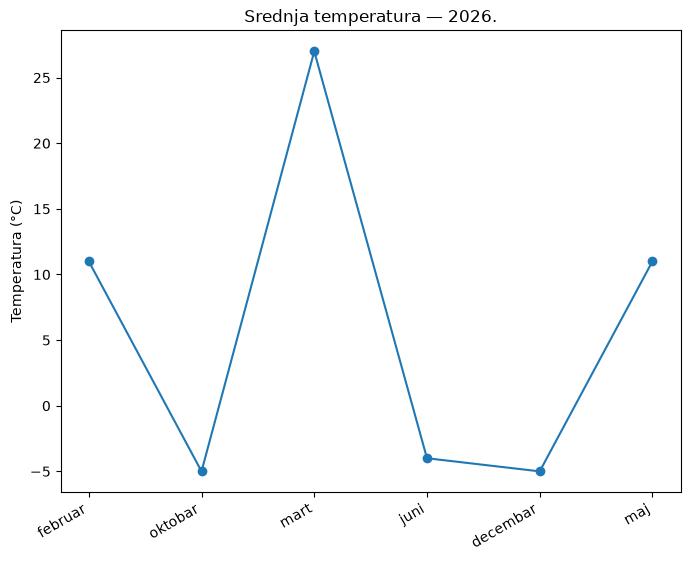 Srednja temperatura — 2026.
Temperatura (°C)
25
20
15
10
5
0
−5
februar
oktobar
mart
juni
decembar
maj